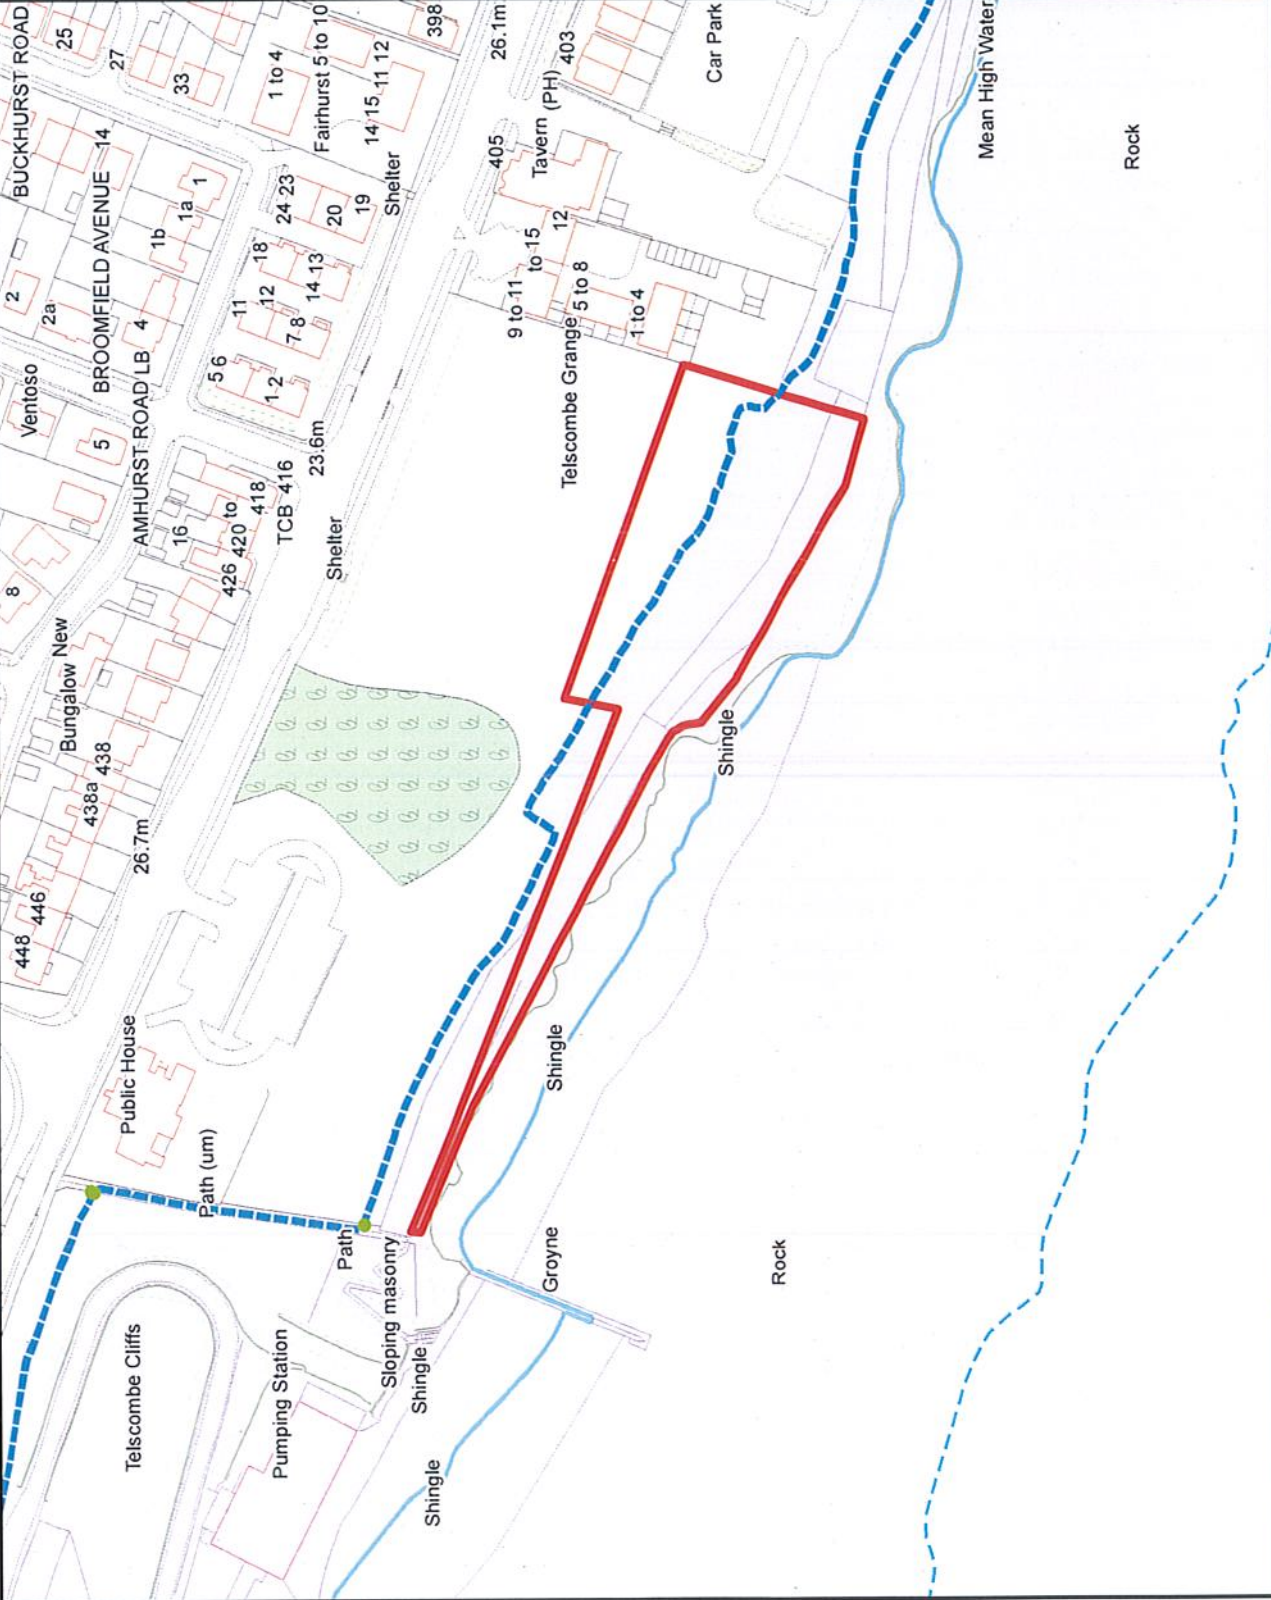 BUCKHURST ROAD
25
27
33
1 to 4
Fairhurst 5 to 10
11 12
14 15
398
26.1m
403
Car Park
Mean High Water
Rock
BROOMFIELD AVENUE
14
1
1a
1b
2
2a
4
24 23
20
19
Shelter
405
Tavern (PH)
18
11
12
14 13
7 8
5 6
1 2
12
9 to 11
to 15
5 to 8
1 to 4
Telscombe Grange
Ventoso
5
AMHURST ROAD LB
16
420 to
418
416
TCB
426
23.6m
Shelter
8
New
Bungalow
438
438a
26.7m
446
448
Shingle
Public House
Path (um)
Path
Shingle
Sloping masonry
Groyne
Rock
Telscombe Cliffs
Pumping Station
Shingle
Shingle